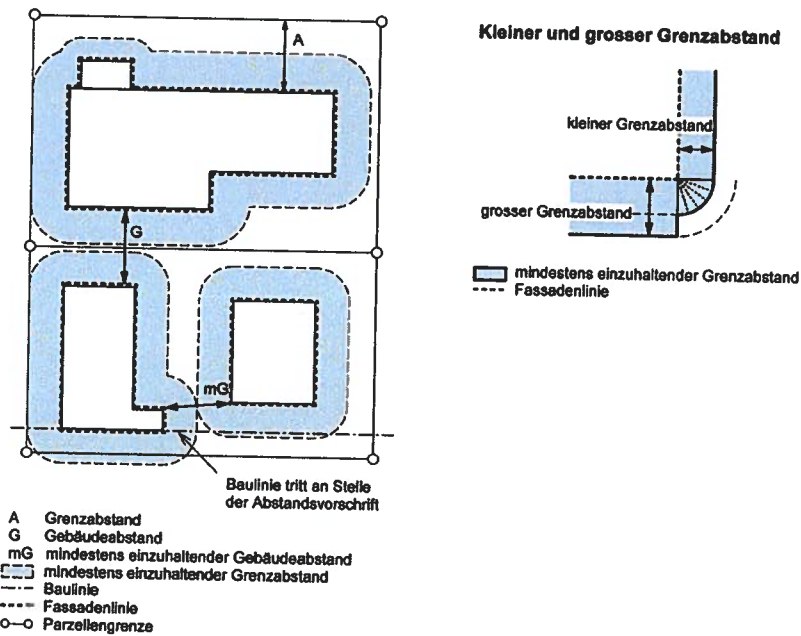 A
G
mG
Baulinie tritt an Stelle
der Abstandsvorschrift
A Grenzabstand
G Gebäudeabstand
mG mindestens einzuhaltender Gebäudeabstand
mindestens einzuhaltender Grenzabstand
Baulinie
Fassadenlinie
Parzellengrenze
Kleiner und grosser Grenzabstand
kleiner Grenzabstand
grosser Grenzabstand
mindestens einzuhaltender Grenzabstand
Fassadenlinie